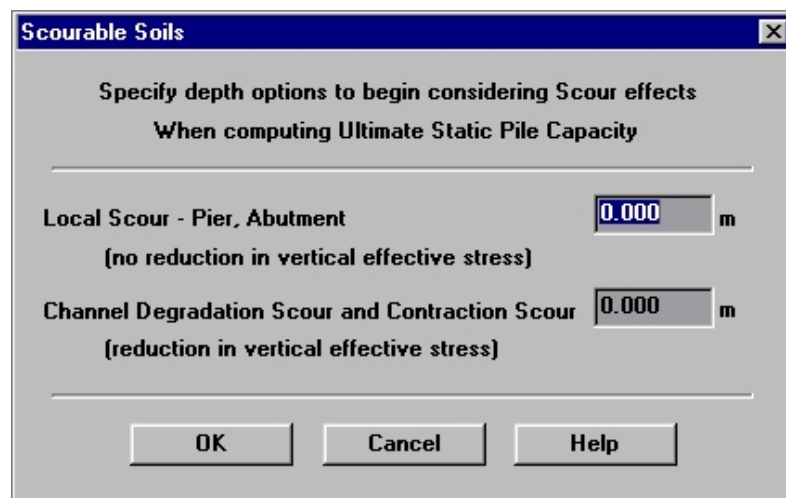 Scourable Soils
Specify depth options to begin considering Scour effects
When computing Ultimate Static Pile Capacity
Local Scour - Pier, Abutment 0.000 m
(no reduction in vertical effective stress)
Channel Degradation Scour and Contraction Scour 0.000 m
(reduction in vertical effective stress)
OK Cancel Help